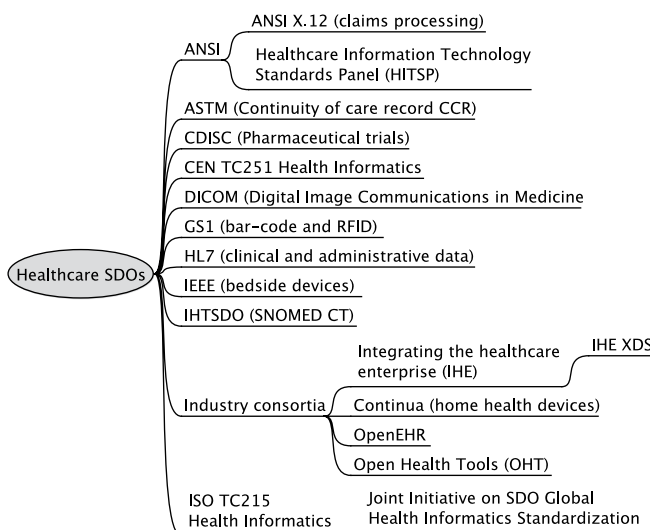 Healthcare SDOs
ANSI
ANSI X.12 (claims processing)
Healthcare Information Technology
Standards Panel (HITSP)
ASTM (Continuity of care record CCR)
CDISC (Pharmaceutical trials)
CEN TC251 Health Informatics
DICOM (Digital Image Communications in Medicine
GS1 (bar-code and RFID)
HL7 (clinical and administrative data)
IEEE (bedside devices)
IHTSDO (SNOMED CT)
Industry consortia
Integrating the healthcare
enterprise (IHE)
IHE XDS
Continua (home health devices)
OpenEHR
Open Health Tools (OHT)
ISO TC215
Health Informatics
Joint Initiative on SDO Global
Health Informatics Standardization